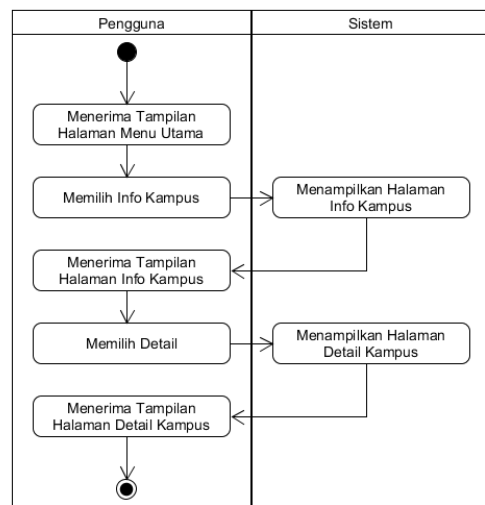 Pengguna
Sistem
Menerima Tampilan
Halaman Menu Utama
Memilih Info Kampus
Menampilkan Halaman
Info Kampus
Menerima Tampilan
Halaman Info Kampus
Memilih Detail
Menampilkan Halaman
Detail Kampus
Menerima Tampilan
Halaman Detail Kampus